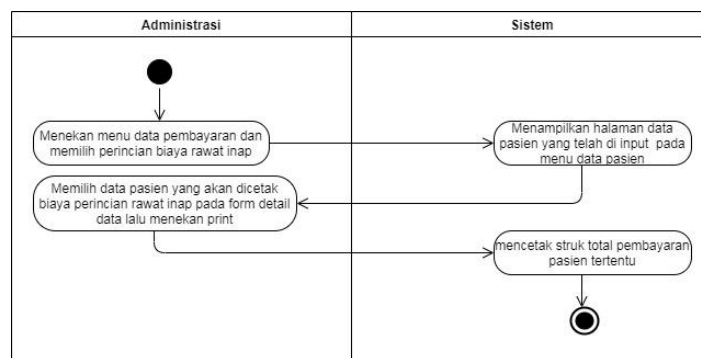 Administrasi
Sistem
Menekan menu data pembayaran dan
memilih perincian biaya rawat inap
Menampilkan halaman data
pasien yang telah di input pada
menu data pasien
Memilih data pasien yang akan dicetak
biaya perincian rawat inap pada form detail
data lalu menekan print
mencetak struk total pembayaran
pasien tertentu